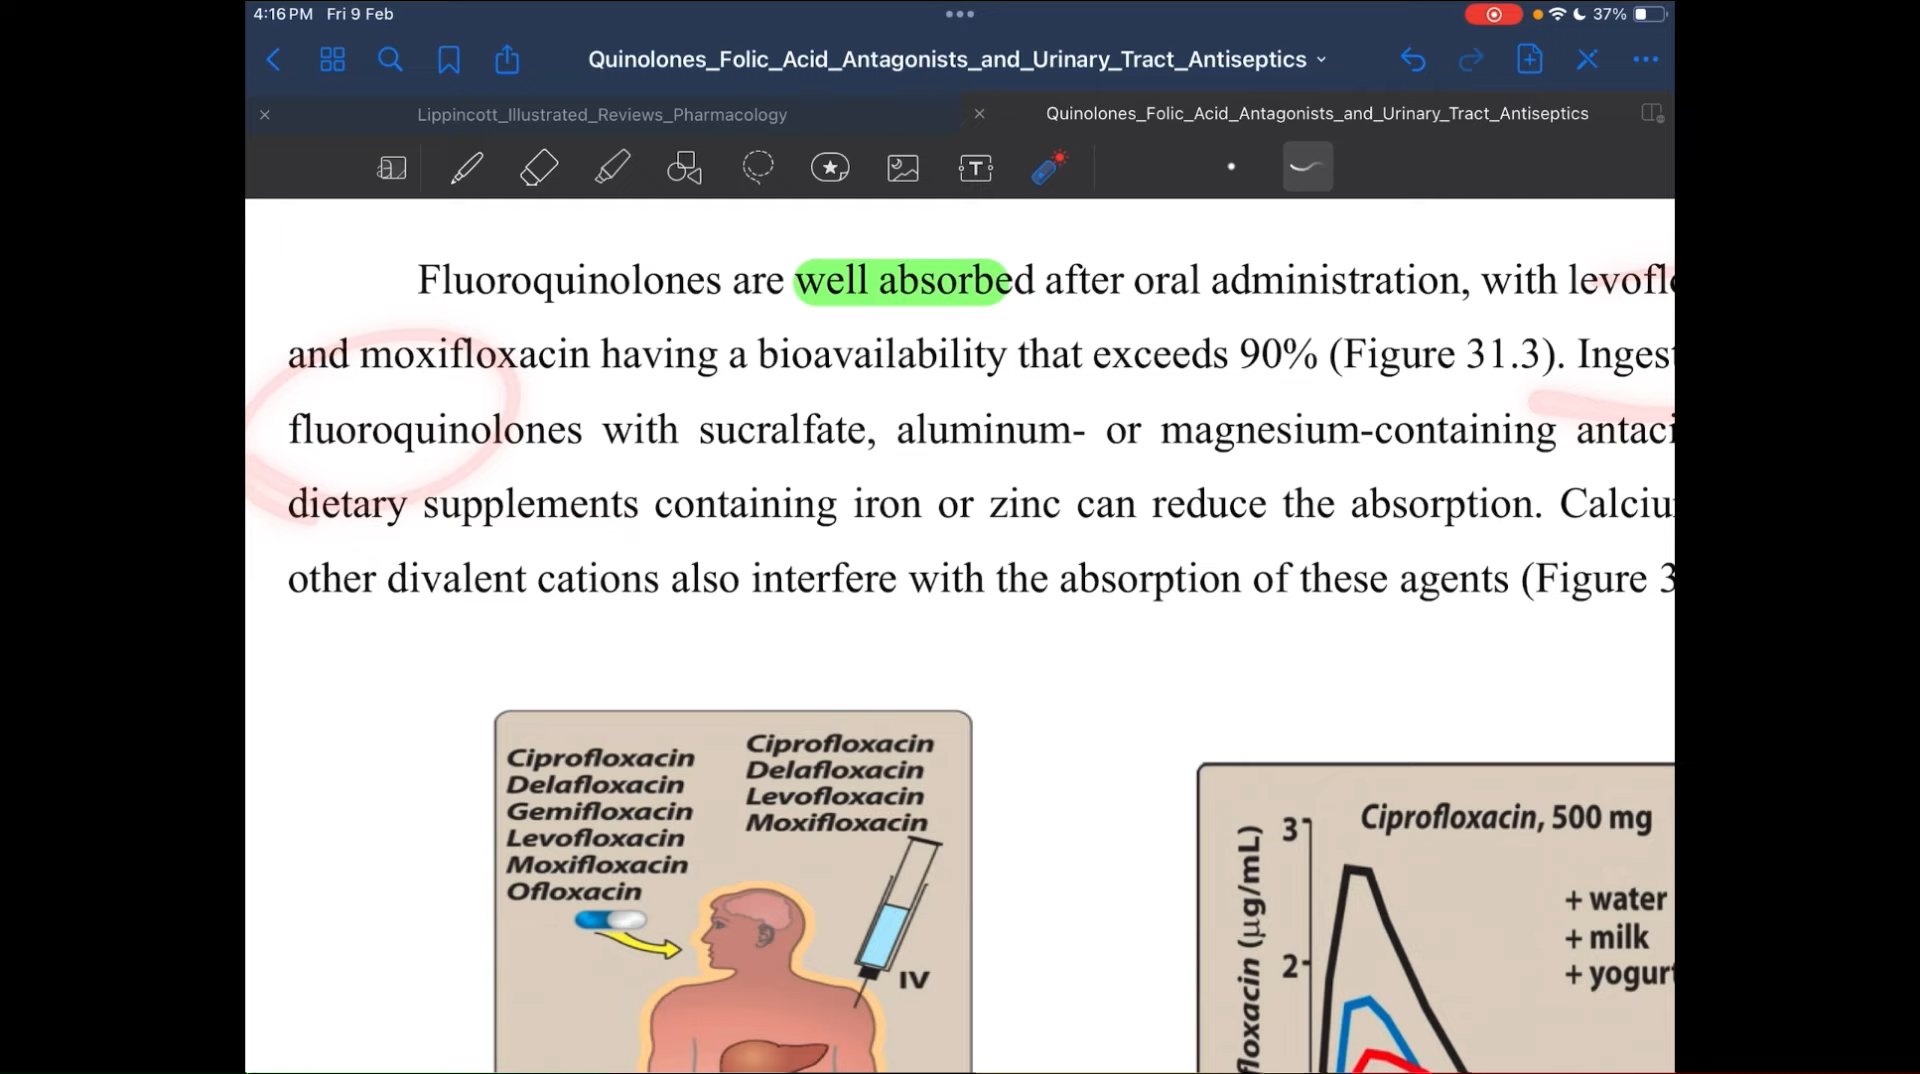 4:16 PM Fri 9 Feb
37%
Quinolones_Folic_Acid_Antagonists_and_Urinary_Tract_Antiseptics
Lippincott_Illustrated_Reviews_Pharmacology
Quinolones_Folic_Acid_Antagonists_and_Urinary_Tract_Antiseptics
Fluoroquinolones are well absorbed after oral administration, with levofl
and moxifloxacin having a bioavailability that exceeds 90% (Figure 31.3). Ingest
fluoroquinolones with sucralfate, aluminum- or magnesium-containing antaci
dietary supplements containing iron or zinc can reduce the absorption. Calciu
other divalent cations also interfere with the absorption of these agents (Figure 3
Ciprofloxacin
Delafloxacin
Gemifloxacin
Levofloxacin
Moxifloxacin
Ofloxacin
Ciprofloxacin
Delafloxacin
Levofloxacin
Moxifloxacin
IV
Ciprofloxacin, 500 mg
3
2
floxacin (µg/mL)
+ water
+ milk
+ yogurt